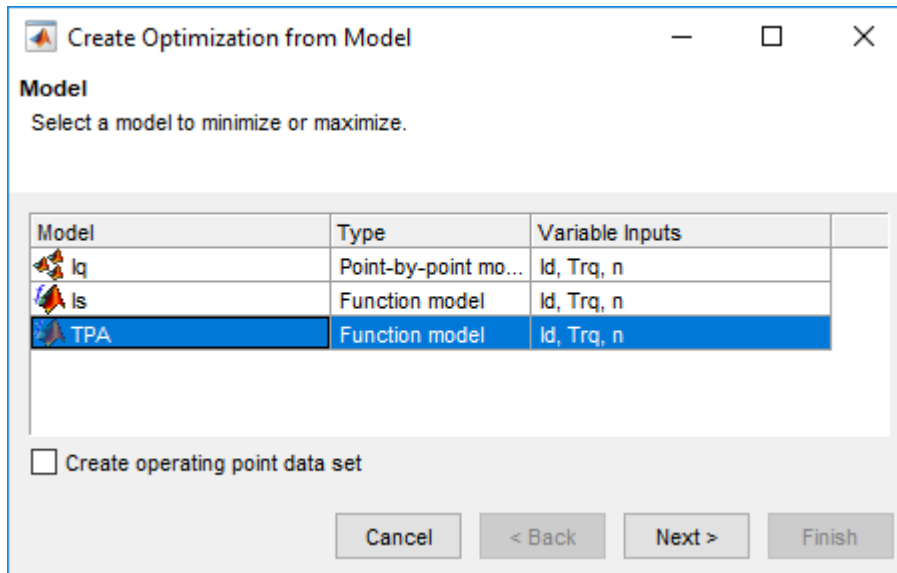 Create Optimization from Model
Model
Select a model to minimize or maximize.
Model Type Variable Inputs
Iq Point-by-point mo... Id, Trq, n
Is Function model Id, Trq, n
TPA Function model Id, Trq, n
Create operating point data set
Cancel < Back Next > Finish